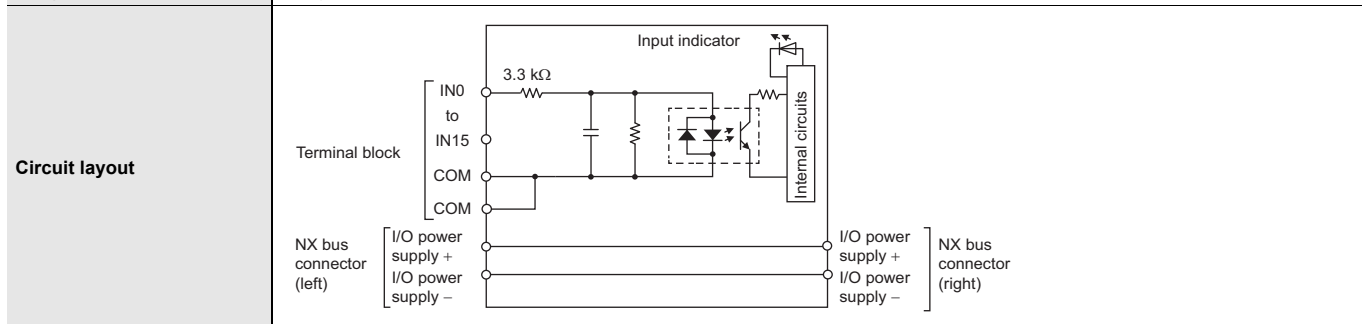 Circuit layout
Input indicator
3.3 kΩ
IN0
to
IN15
COM
COM
Terminal block
Internal circuits
NX bus
connector
(left)
I/O power
supply +
I/O power
supply −
I/O power
supply +
I/O power
supply −
NX bus
connector
(right)